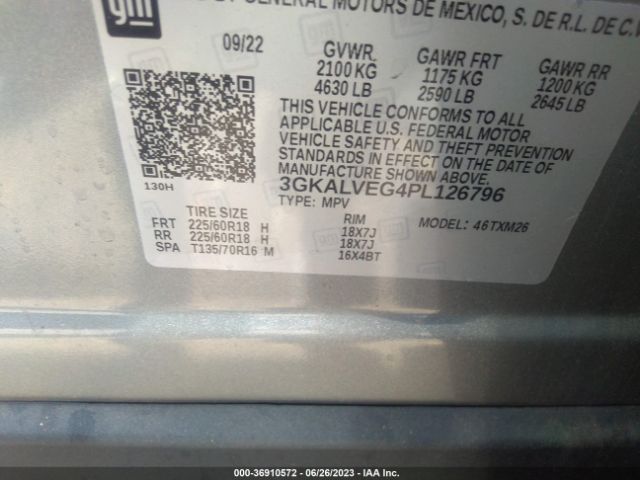 gm
BY GENERAL MOTORS DE MEXICO, S. DE R.L. DE C.V
09/22 GVWR GAWR FRT GAWR RR
2100 KG 1175 KG 1200 KG
4630 LB 2590 LB 2645 LB
THIS VEHICLE CONFORMS TO ALL
APPLICABLE U.S. FEDERAL MOTOR
VEHICLE SAFETY AND THEFT PREVENTION
STANDARDS IN EFFECT ON THE DATE OF
MANUFACTURE SHOWN ABOVE.
130H 3GKALVEG4PL126796
TYPE: MPV
TIRE SIZE RIM MODEL: 46TXM26
FRT 225/60R18 H 18X7J
RR 225/60R18 H 18X7J
SPA T135/70R16 M 16X4BT
000-36910572 - 06/26/2023 - IAA Inc.